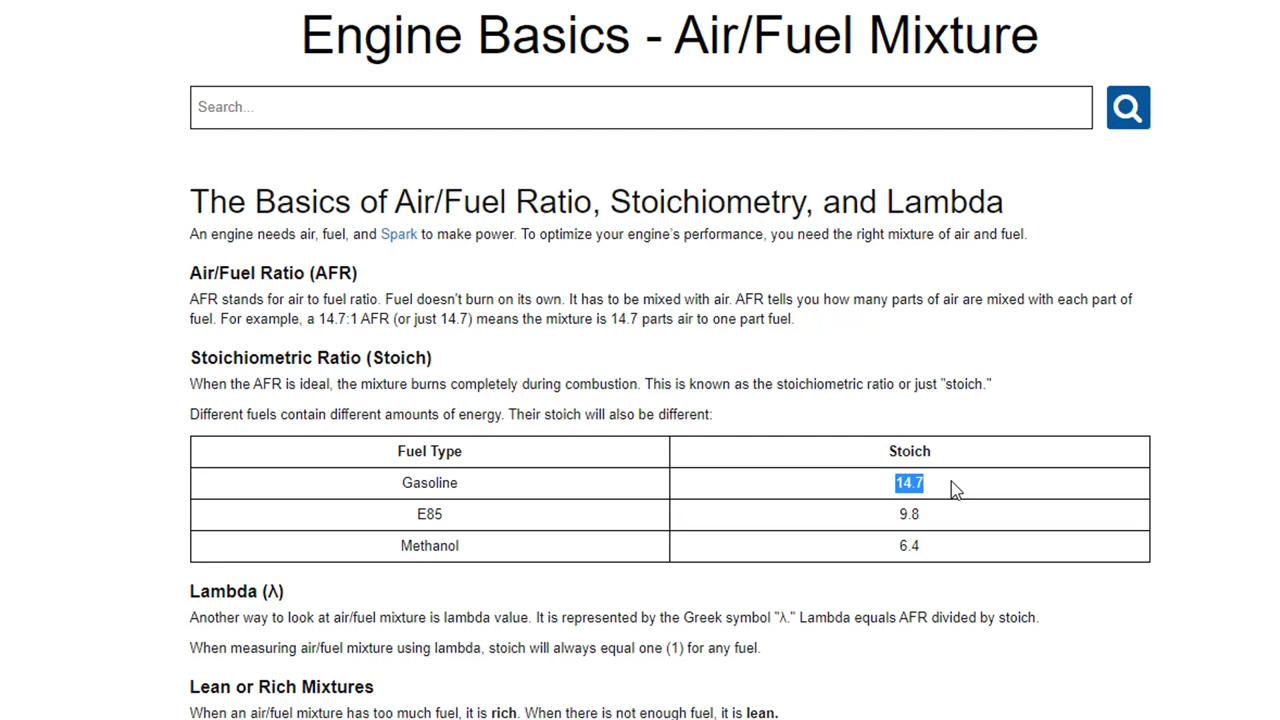 Engine Basics - Air/Fuel Mixture
Search...
The Basics of Air/Fuel Ratio, Stoichiometry, and Lambda
An engine needs air, fuel, and Spark to make power. To optimize your engine's performance, you need the right mixture of air and fuel.
Air/Fuel Ratio (AFR)
AFR stands for air to fuel ratio. Fuel doesn't burn on its own. It has to be mixed with air. AFR tells you how many parts of air are mixed with each part of
fuel. For example, a 14.7:1 AFR (or just 14.7) means the mixture is 14.7 parts air to one part fuel.
Stoichiometric Ratio (Stoich)
When the AFR is ideal, the mixture burns completely during combustion. This is known as the stoichiometric ratio or just "stoich."
Different fuels contain different amounts of energy. Their stoich will also be different:
Fuel Type Stoich
Gasoline 14.7
E85 9.8
Methanol 6.4
Lambda (λ)
Another way to look at air/fuel mixture is lambda value. It is represented by the Greek symbol "λ." Lambda equals AFR divided by stoich.
When measuring air/fuel mixture using lambda, stoich will always equal one (1) for any fuel.
Lean or Rich Mixtures
When an air/fuel mixture has too much fuel, it is rich. When there is not enough fuel, it is lean.